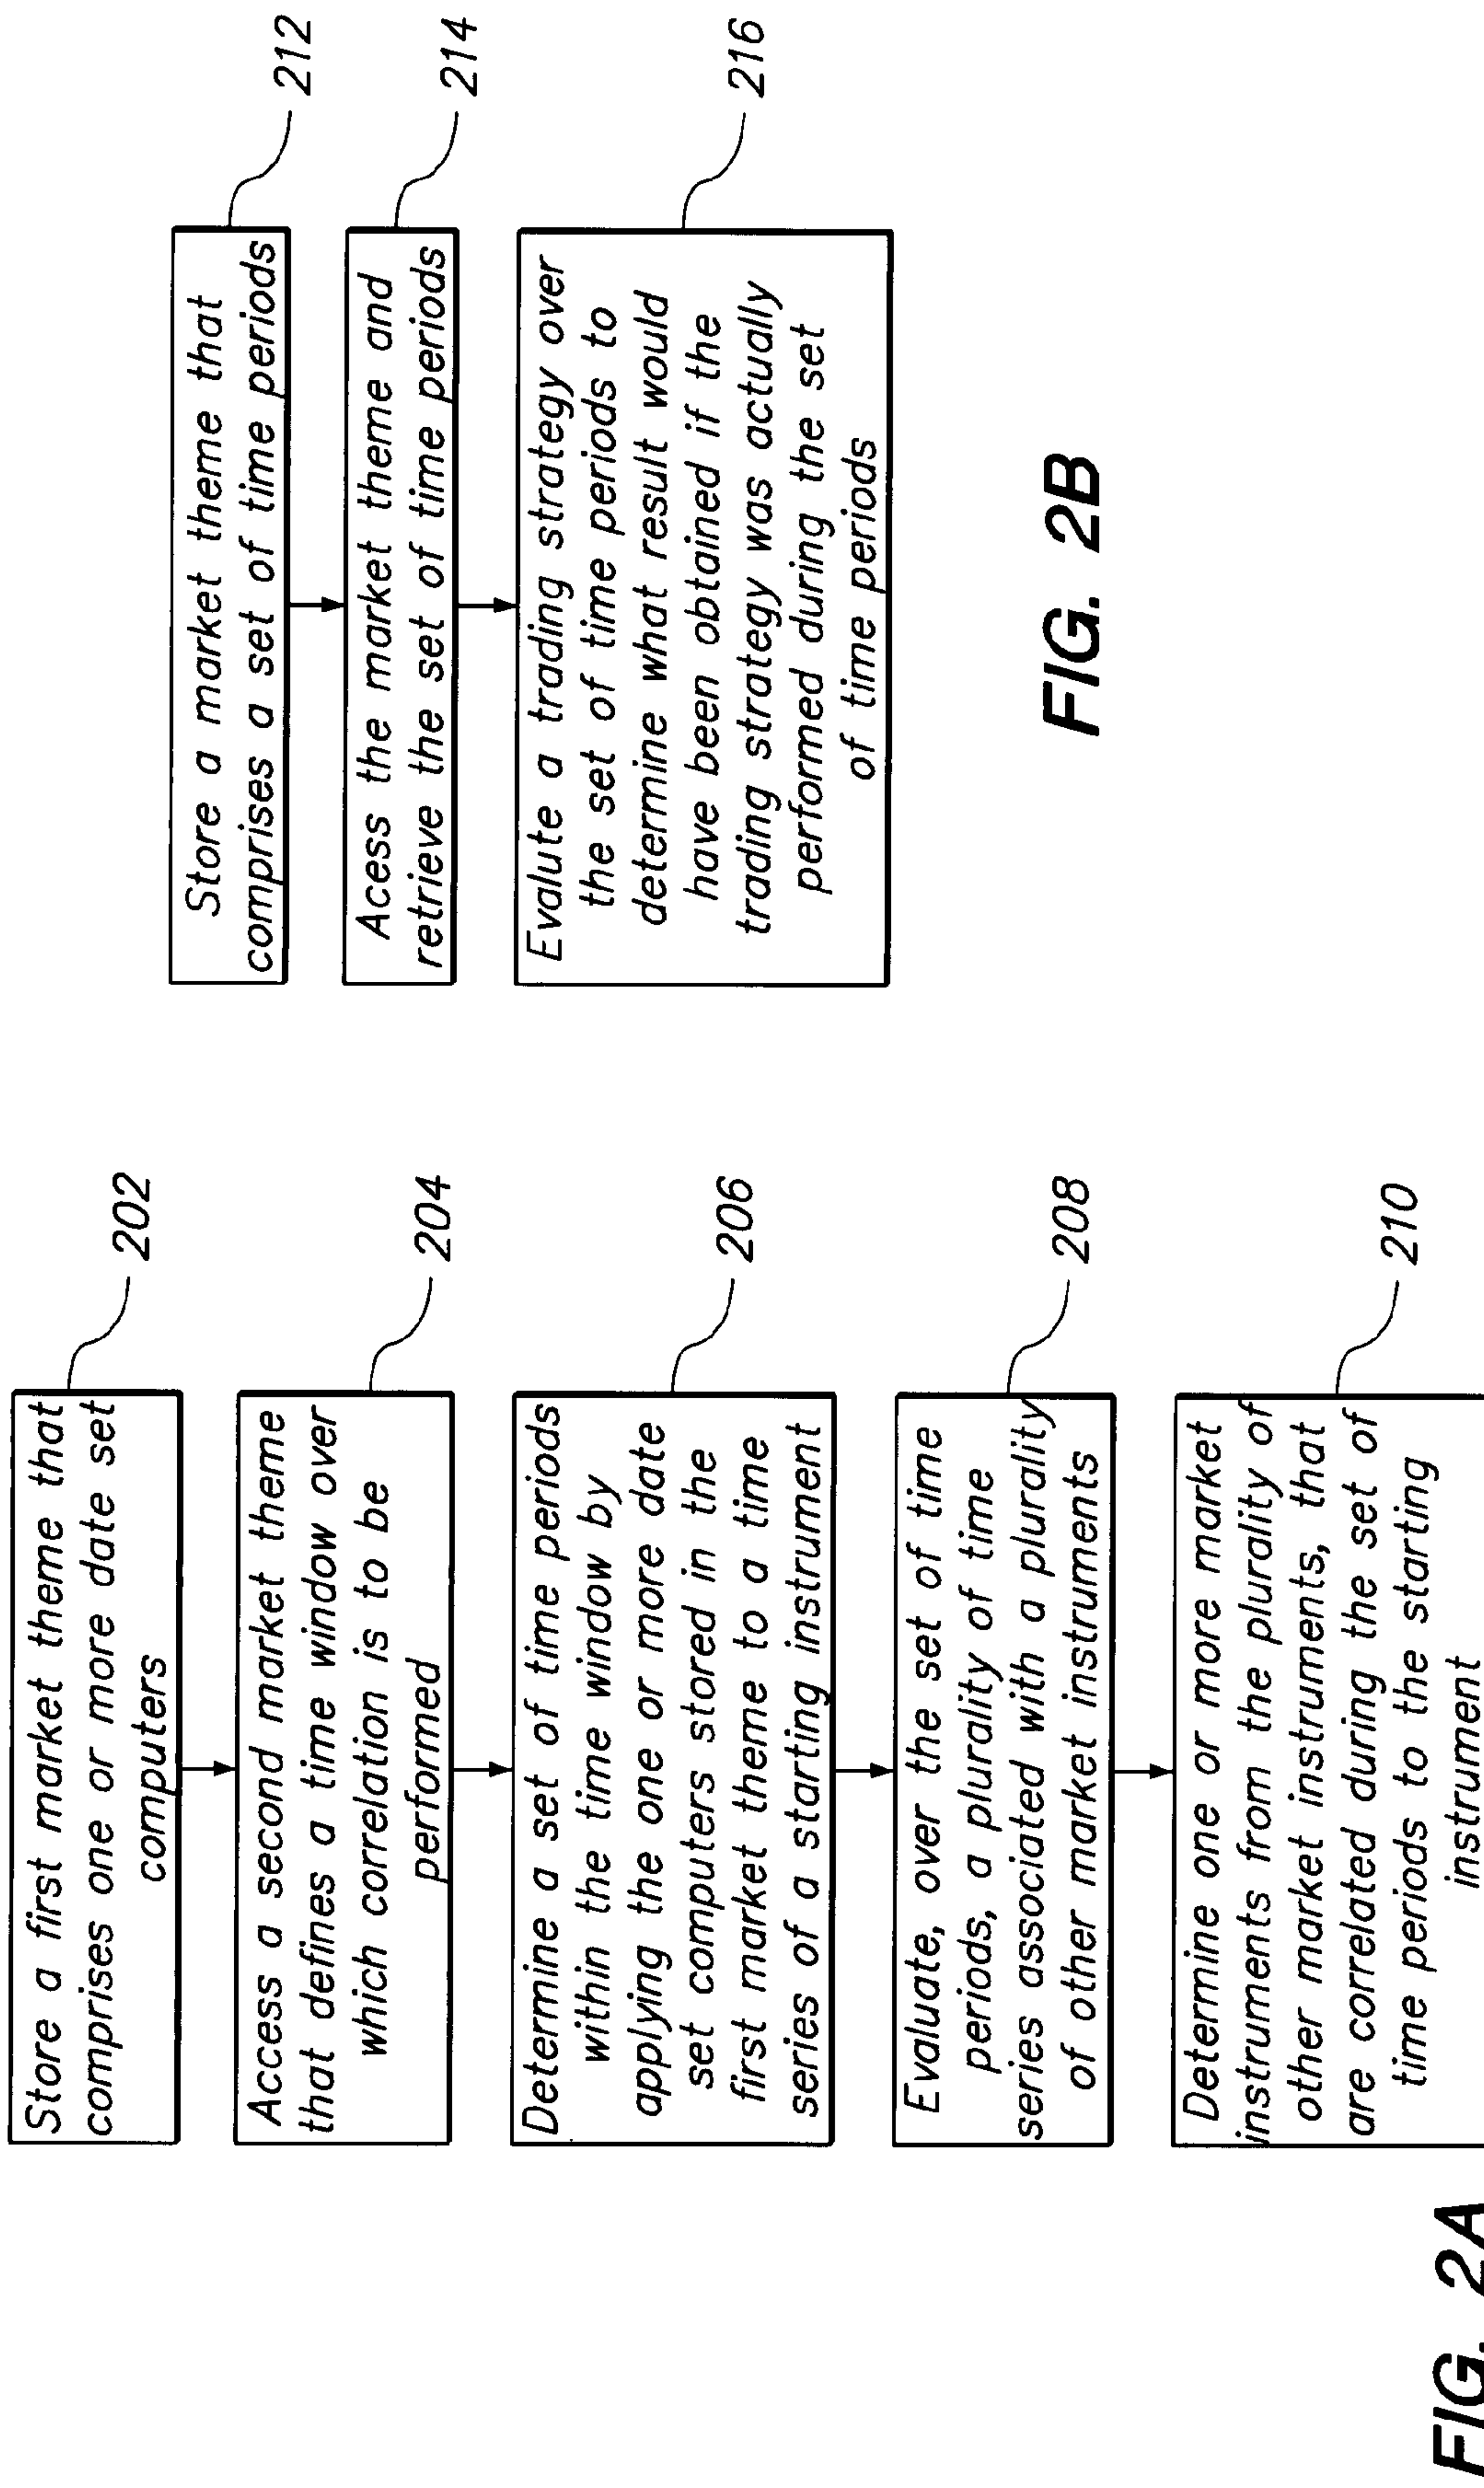 Store a first market theme that
comprises one or more date set
computers
202
Access a second market theme
that defines a time window over
which correlation is to be
performed
204
Determine a set of time periods
within the time window by
applying the one or more date
set computers stored in the
first market theme to a time
series of a starting instrument
206
Evaluate, over the set of time
periods, a plurality of time
series associated with a plurality
of other market instruments
208
Determine one or more market
instruments from the plurality of
other market instruments, that
are correlated during the set of
time periods to the starting
instrument
210
FIG. 2A
Store a market theme that
comprises a set of time periods
212
Acess the market theme and
retrieve the set of time periods
214
Evalute a trading strategy over
the set of time periods to
determine what result would
have been obtained if the
trading strategy was actually
performed during the set
of time periods
216
FIG. 2B